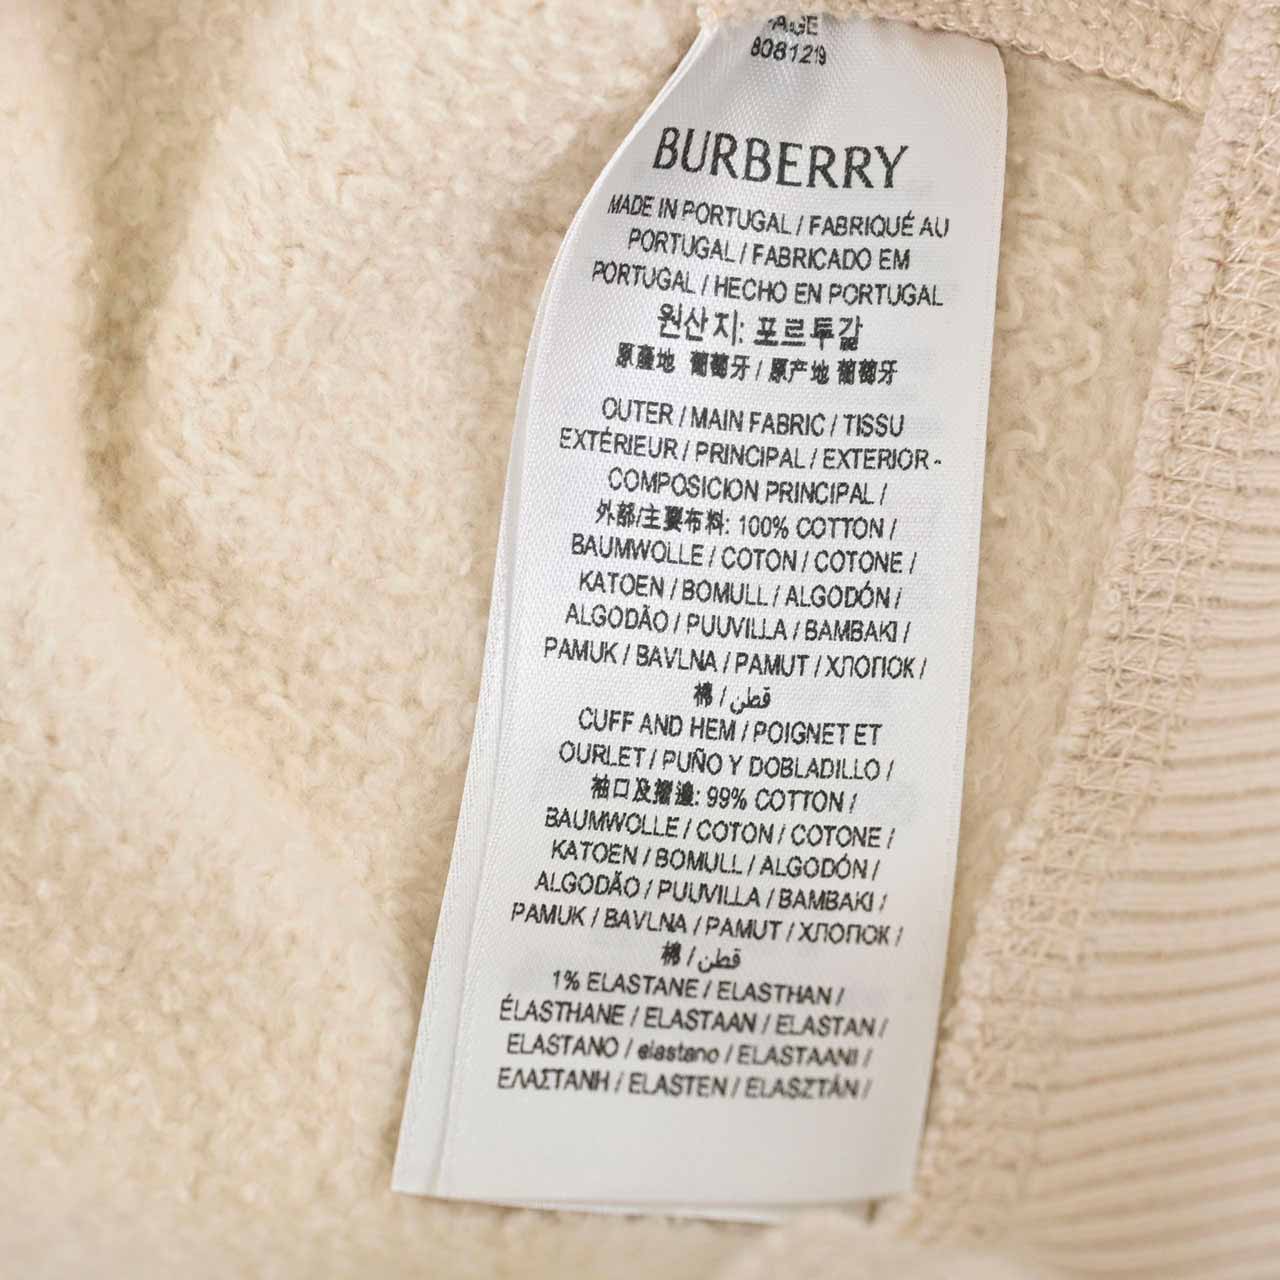 AGE
8081219
BURBERRY
MADE IN PORTUGAL / FABRIQUÉ AU
PORTUGAL / FABRICADO EM
PORTUGAL / HECHO EN PORTUGAL
원산지: 포르투갈
原產地 葡萄牙 / 原产地 葡萄牙
OUTER / MAIN FABRIC / TISSU
EXTÉRIEUR / PRINCIPAL / EXTERIOR -
COMPOSICION PRINCIPAL /
外部/主要布料: 100% COTTON /
BAUMWOLLE / COTON / COTONE /
KATOEN / BOMULL / ALGODÓN /
ALGODÃO / PUUVILLA / BAMBAKI /
PAMUK / BAVLNA / PAMUT / ХЛОПОК /
棉 / قطن
CUFF AND HEM / POIGNET ET
OURLET / PUÑO Y DOBLADILLO /
袖口及摺邊: 99% COTTON /
BAUMWOLLE / COTON / COTONE /
KATOEN / BOMULL / ALGODÓN /
ALGODÃO / PUUVILLA / BAMBAKI /
PAMUK / BAVLNA / PAMUT / ХЛОПОК /
棉 / قطن
1% ELASTANE / ELASTHAN /
ÉLASTHANE / ELASTAAN / ELASTAN /
ELASTANO / elastano / ELASTAANI /
ΕΛΑΣΤΑΝΗ / ELASTEN / ELASZTÁN /